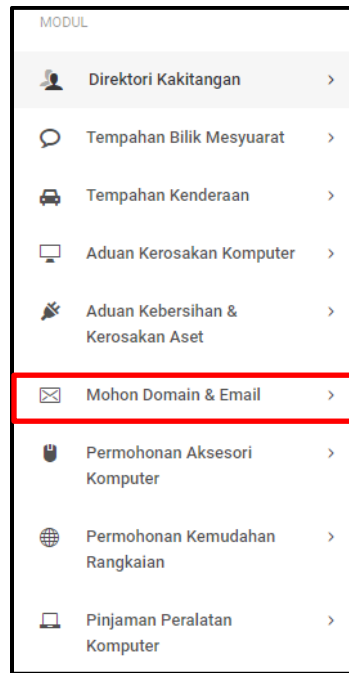 MODUL
Direktori Kakitangan
Tempahan Bilik Mesyuarat
Tempahan Kenderaan
Aduan Kerosakan Komputer
Aduan Kebersihan &
Kerosakan Aset
Mohon Domain & Email
Permohonan Aksesori
Komputer
Permohonan Kemudahan
Rangkaian
Pinjaman Peralatan
Komputer